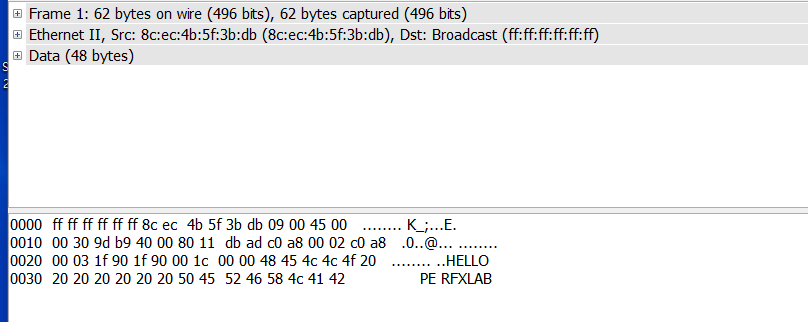 Frame 1: 62 bytes on wire (496 bits), 62 bytes captured (496 bits)
Ethernet II, Src: 8c:ec:4b:5f:3b:db (8c:ec:4b:5f:3b:db), Dst: Broadcast (ff:ff:ff:ff:ff:ff)
Data (48 bytes)
S
2
0000 ff ff ff ff ff ff 8c ec 4b 5f 3b db 09 00 45 00 ........ K_;...E.
0010 00 30 9d b9 40 00 80 11 db ad c0 a8 00 02 c0 a8 .0..@... ........
0020 00 03 1f 90 1f 90 00 1c 00 00 48 45 4c 4c 4f 20 ........ ..HELLO
0030 20 20 20 20 20 20 50 45 52 46 58 4c 41 42 PE RFXLAB